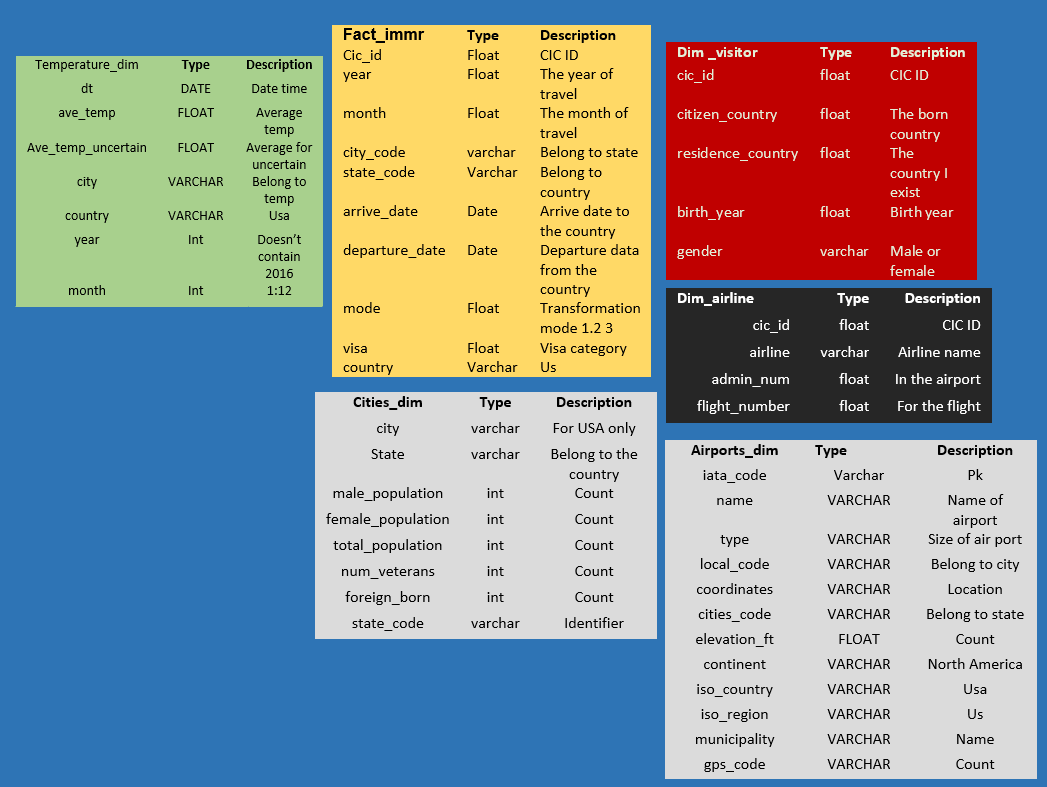 Temperature_dim Type Description
dt DATE Date time
ave_temp FLOAT Average
temp
Ave_temp_uncertain FLOAT Average for
uncertain
city VARCHAR Belong to
temp
country VARCHAR Usa
year Int Doesn’t
contain
2016
month Int 1:12
Fact_immr Type Description
Cic_id Float CIC ID
year Float The year of
travel
month Float The month of
travel
city_code varchar Belong to state
state_code Varchar Belong to
country
arrive_date Date Arrive date to
the country
departure_date Date Departure data
from the
country
mode Float Transformation
mode 1.2 3
visa Float Visa category
country Varchar Us
Dim _visitor Type Description
cic_id float CIC ID
citizen_country float The born
country
residence_country float The
country I
exist
birth_year float Birth year
gender varchar Male or
female
Dim_airline Type Description
cic_id float CIC ID
airline varchar Airline name
admin_num float In the airport
flight_number float For the flight
Cities_dim Type Description
city varchar For USA only
State varchar Belong to the
country
male_population int Count
female_population int Count
total_population int Count
num_veterans int Count
foreign_born int Count
state_code varchar Identifier
Airports_dim Type Description
iata_code Varchar Pk
name VARCHAR Name of
airport
type VARCHAR Size of air port
local_code VARCHAR Belong to city
coordinates VARCHAR Location
cities_code VARCHAR Belong to state
elevation_ft FLOAT Count
continent VARCHAR North America
iso_country VARCHAR Usa
iso_region VARCHAR Us
municipality VARCHAR Name
gps_code VARCHAR Count